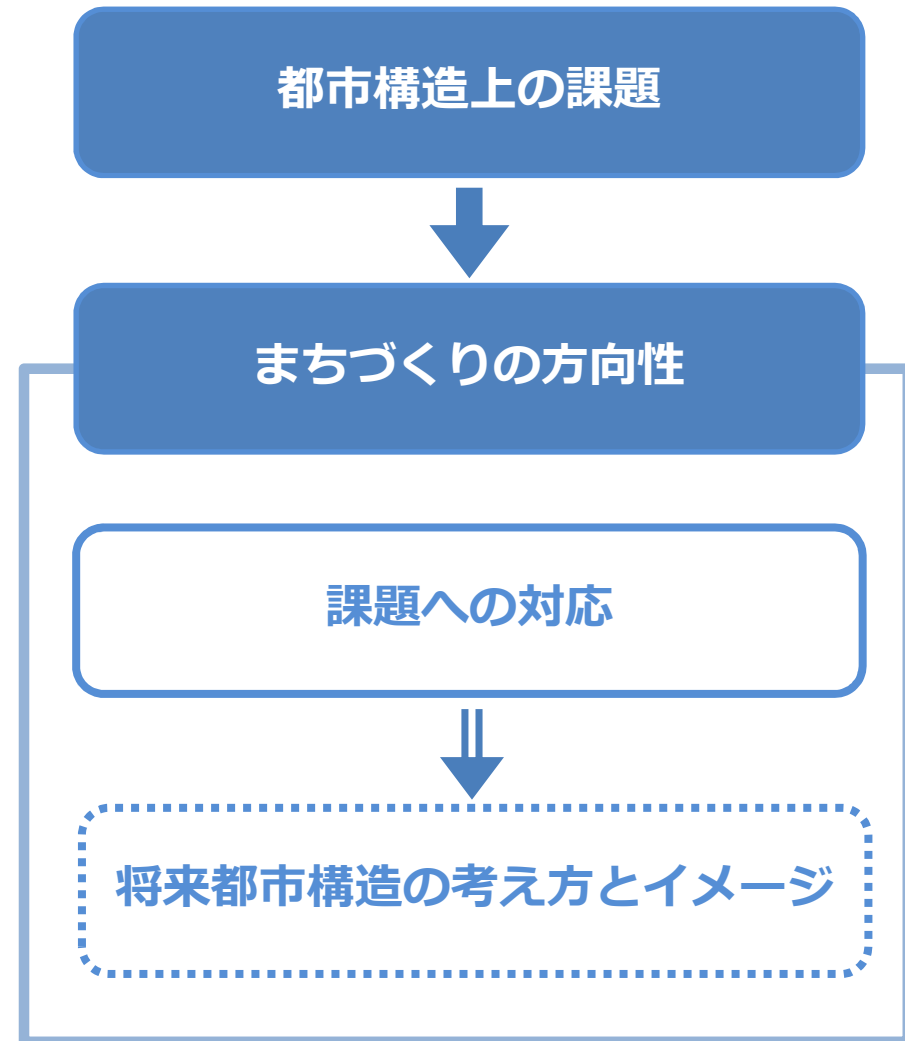 都市構造上の課題
まちづくりの方向性
課題への対応
将来都市構造の考え方とイメージ